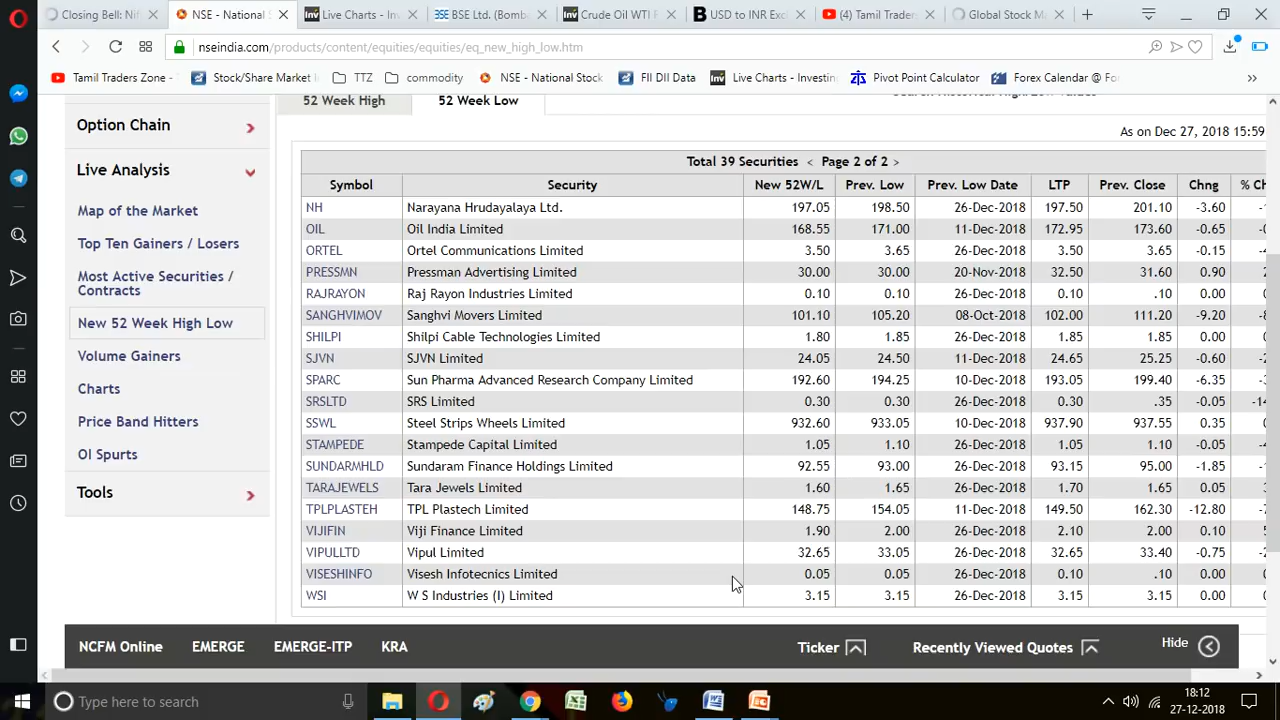 Closing Bell: Nif
NSE - National S
Live Charts - Inv
BSE Ltd. (Bomb
Crude Oil WTI F
USD to INR Exc
(4) Tamil Trader
Global Stock M
nseindia.com/products/content/equities/equities/eq_new_high_low.htm
Tamil Traders Zone -
Stock/Share Market
TTZ
commodity
NSE - National Stock
FII DII Data
Live Charts - Investing
Pivot Point Calculator
Forex Calendar @ Fo
52 Week High
52 Week Low
As on Dec 27, 2018 15:59
Option Chain
Live Analysis
Map of the Market
Top Ten Gainers / Losers
Most Active Securities /
Contracts
New 52 Week High Low
Volume Gainers
Charts
Price Band Hitters
OI Spurts
Tools
Total 39 Securities < Page 2 of 2 >
Symbol Security New 52W/L Prev. Low Prev. Low Date LTP Prev. Close Chng % Ch
NH Narayana Hrudayalaya Ltd. 197.05 198.50 26-Dec-2018 197.50 201.10 -3.60 -1
OIL Oil India Limited 168.55 171.00 11-Dec-2018 172.95 173.60 -0.65 -0
ORTEL Ortel Communications Limited 3.50 3.65 26-Dec-2018 3.50 3.65 -0.15 -4
PRESSMN Pressman Advertising Limited 30.00 30.00 20-Nov-2018 32.50 31.60 0.90 2
RAJRAYON Raj Rayon Industries Limited 0.10 0.10 26-Dec-2018 0.10 .10 0.00 0
SANGHVIMOV Sanghvi Movers Limited 101.10 105.20 08-Oct-2018 102.00 111.20 -9.20 -8
SHILPI Shilpi Cable Technologies Limited 1.80 1.85 26-Dec-2018 1.85 1.85 0.00 0
SJVN SJVN Limited 24.05 24.50 11-Dec-2018 24.65 25.25 -0.60 -2
SPARC Sun Pharma Advanced Research Company Limited 192.60 194.25 10-Dec-2018 193.05 199.40 -6.35 -3
SRSLTD SRS Limited 0.30 0.30 26-Dec-2018 0.30 .35 -0.05 -14
SSWL Steel Strips Wheels Limited 932.60 933.05 10-Dec-2018 937.90 937.55 0.35 0
STAMPEDE Stampede Capital Limited 1.05 1.10 26-Dec-2018 1.05 1.10 -0.05 -4
SUNDARMHLD Sundaram Finance Holdings Limited 92.55 93.00 26-Dec-2018 93.15 95.00 -1.85 -1
TARAJEWELS Tara Jewels Limited 1.60 1.65 26-Dec-2018 1.70 1.65 0.05 3
TPLPLASTEH TPL Plastech Limited 148.75 154.05 11-Dec-2018 149.50 162.30 -12.80 -7
VIJIFIN Viji Finance Limited 1.90 2.00 26-Dec-2018 2.10 2.00 0.10 5
VIPULLTD Vipul Limited 32.65 33.05 26-Dec-2018 32.65 33.40 -0.75 -2
VISESHINFO Visesh Infotecnics Limited 0.05 0.05 26-Dec-2018 0.10 .10 0.00 0
WSI W S Industries (I) Limited 3.15 3.15 26-Dec-2018 3.15 3.15 0.00 0
NCFM Online EMERGE EMERGE-ITP KRA Ticker Recently Viewed Quotes Hide
Type here to search
18:12
27-12-2018